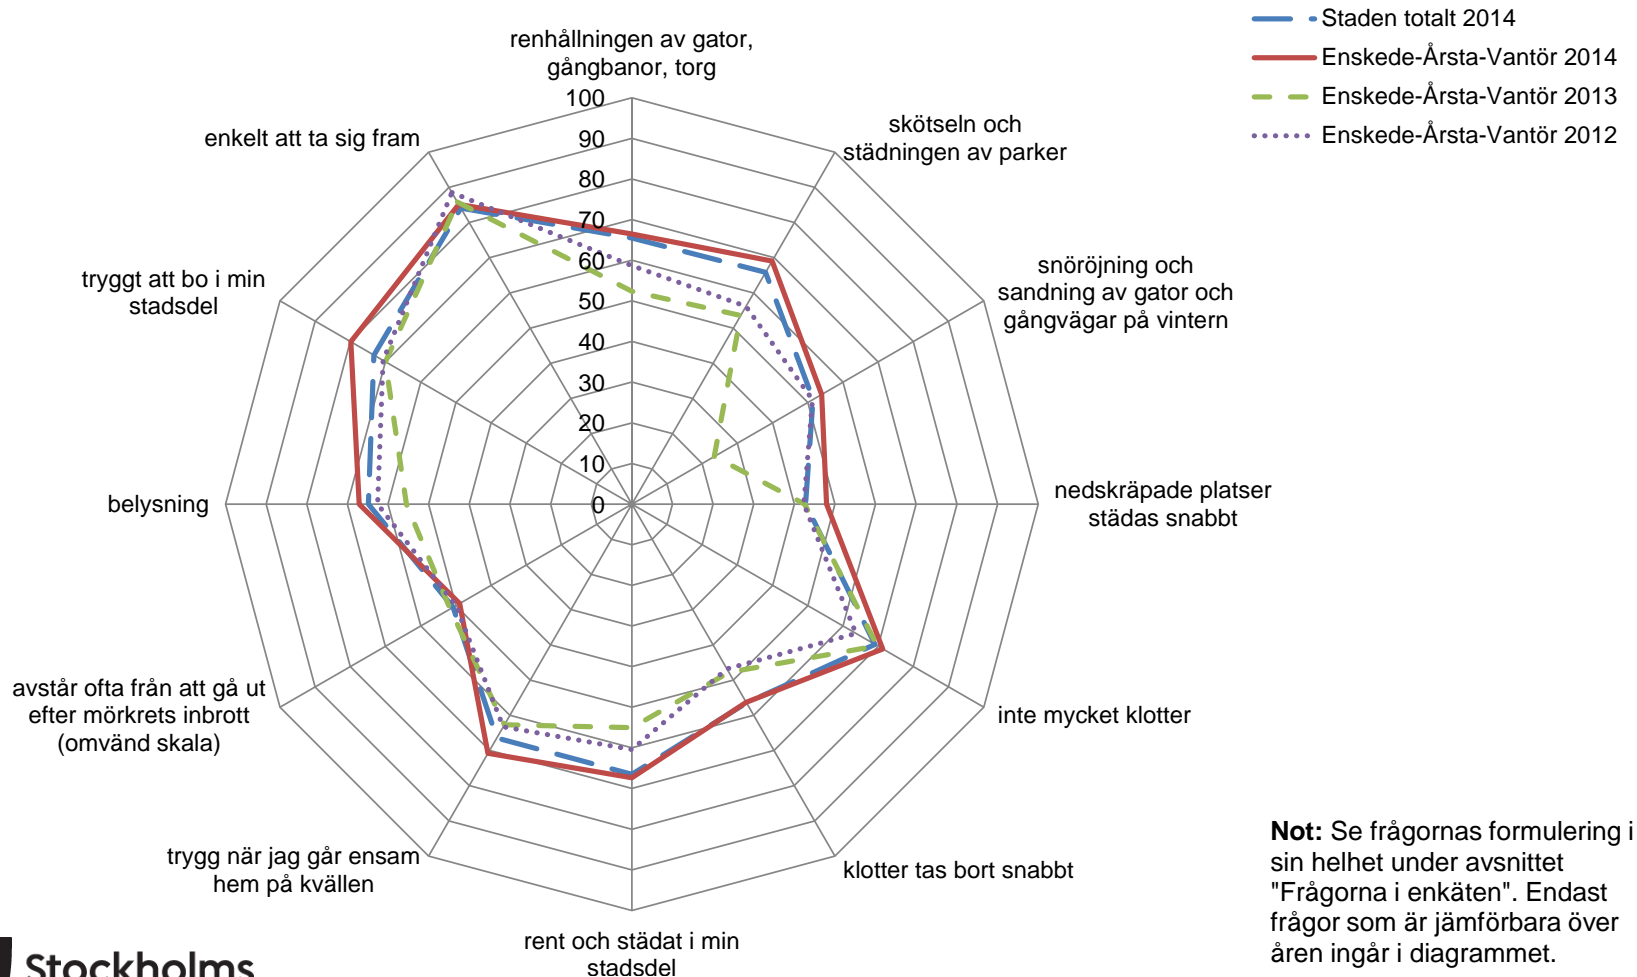 Staden totalt 2014
Enskede-Årsta-Vantör 2014
Enskede-Årsta-Vantör 2013
Enskede-Årsta-Vantör 2012
renhållningen av gator,
gångbanor, torg
skötseln och
städningen av parker
snöröjning och
sandning av gator och
gångvägar på vintern
nedskräpade platser
städas snabbt
inte mycket klotter
klotter tas bort snabbt
rent och städat i min
stadsdel
trygg när jag går ensam
hem på kvällen
avstår ofta från att gå ut
efter mörkrets inbrott
(omvänd skala)
belysning
tryggt att bo i min
stadsdel
enkelt att ta sig fram
100
90
80
70
60
50
40
30
20
10
0
Not: Se frågornas formulering i
sin helhet under avsnittet
"Frågorna i enkäten". Endast
frågor som är jämförbara över
åren ingår i diagrammet.
Stockholms